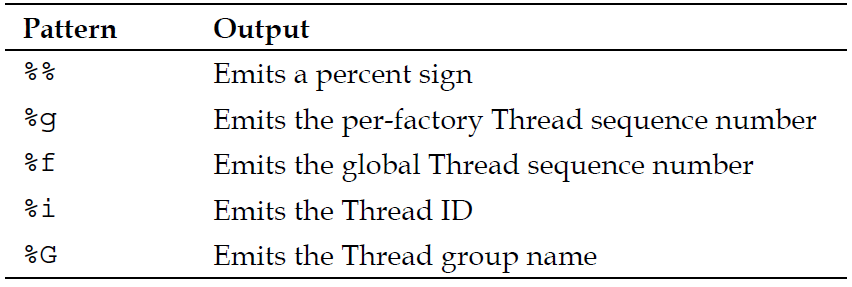 Pattern Output
%% Emits a percent sign
%g Emits the per-factory Thread sequence number
%f Emits the global Thread sequence number
%i Emits the Thread ID
%G Emits the Thread group name